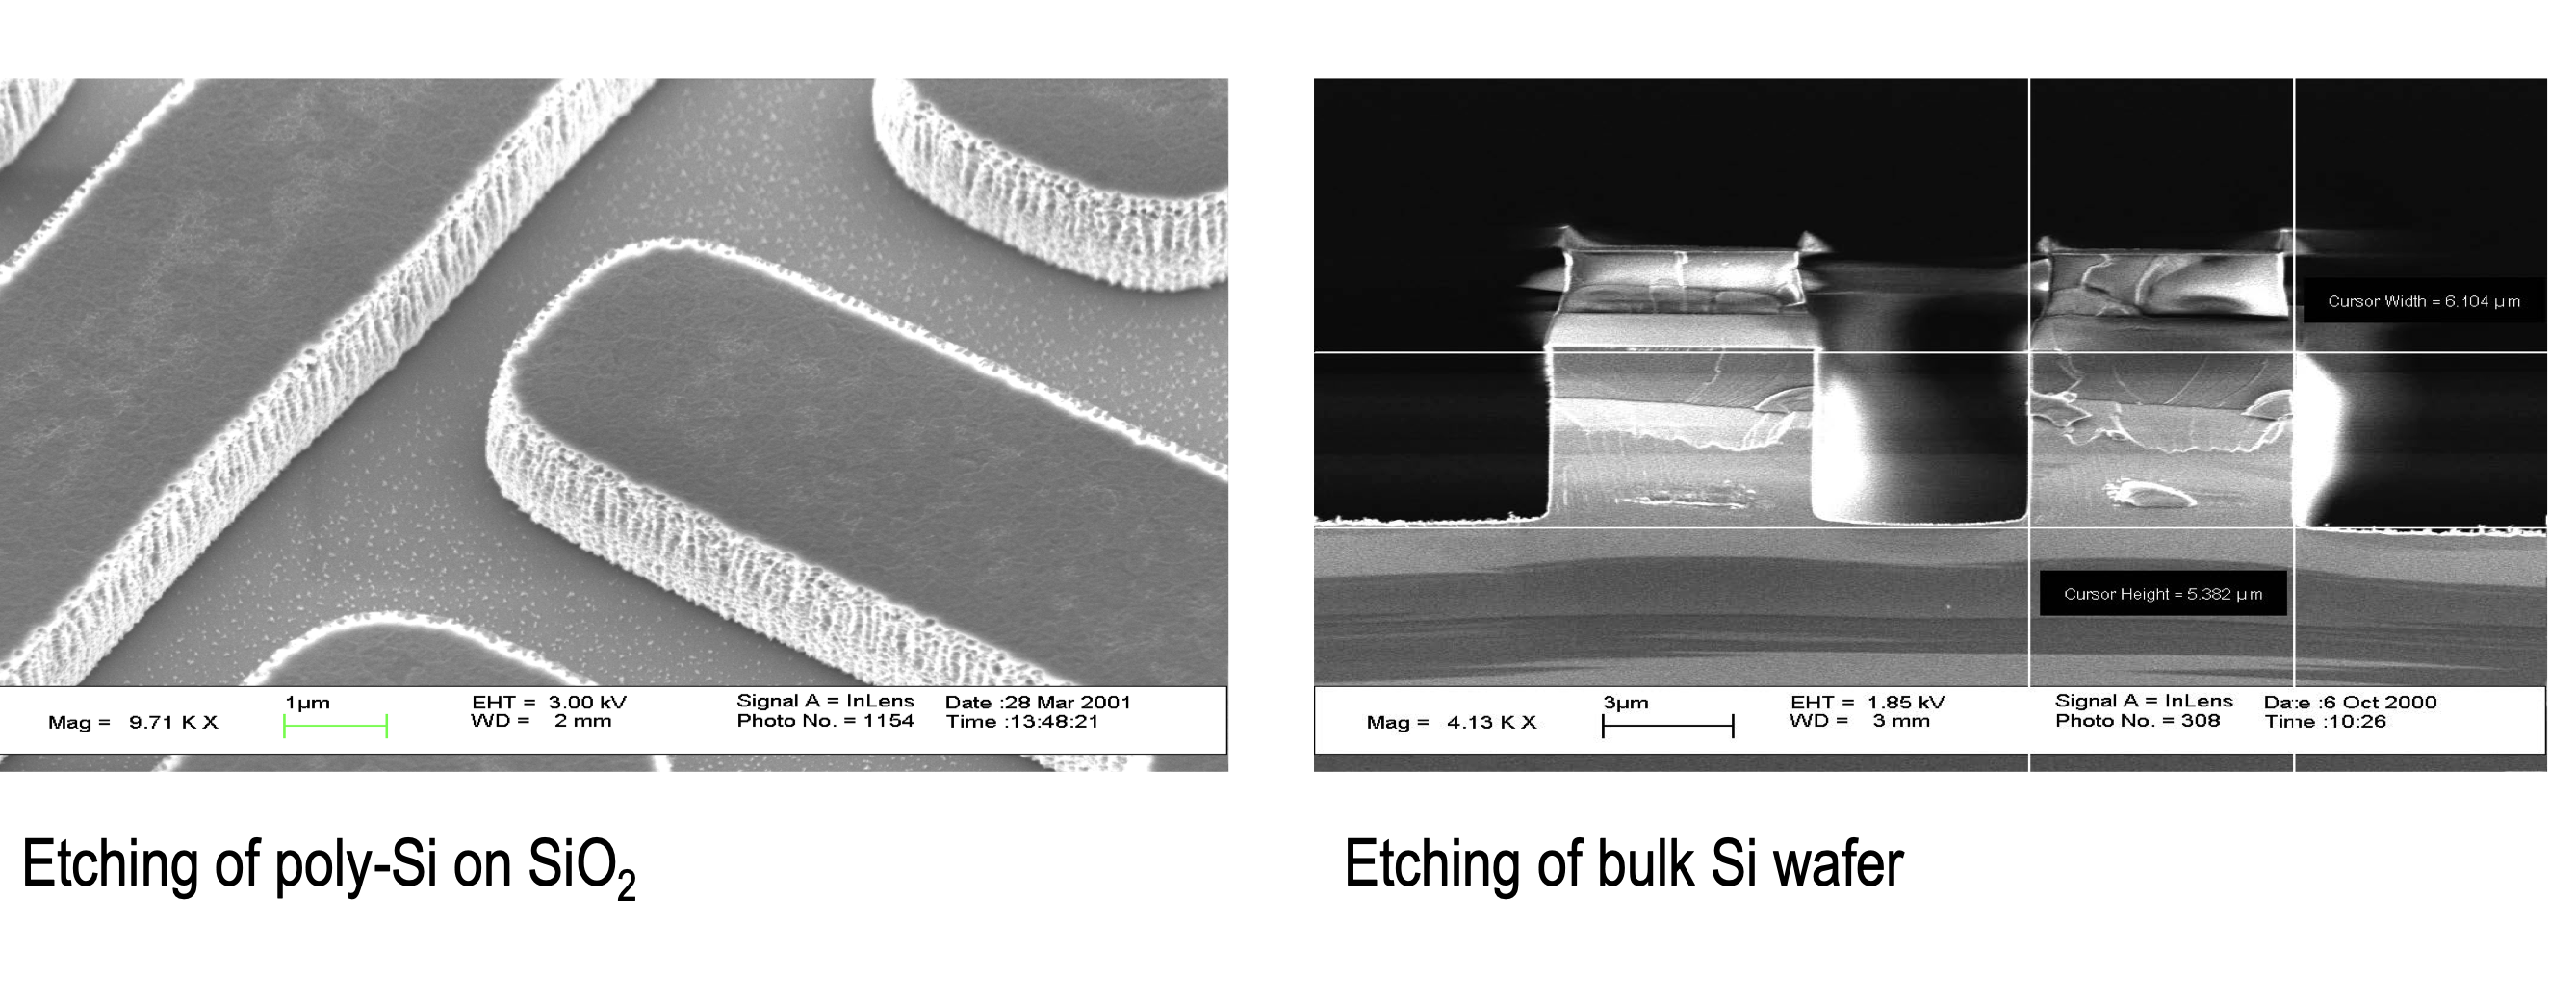 Cursor Width = 6.104 µm
Cursor Height = 5.382 µm
Mag = 9.71 K X
1µm
EHT = 3.00 kV
WD = 2 mm
Signal A = InLens
Photo No. = 1154
Date :28 Mar 2001
Time :13:48:21
Mag = 4.13 K X
3µm
EHT = 1.85 kV
WD = 3 mm
Signal A = InLens
Photo No. = 308
Date :6 Oct 2000
Time :10:26
Etching of poly-Si on SiO₂
Etching of bulk Si wafer